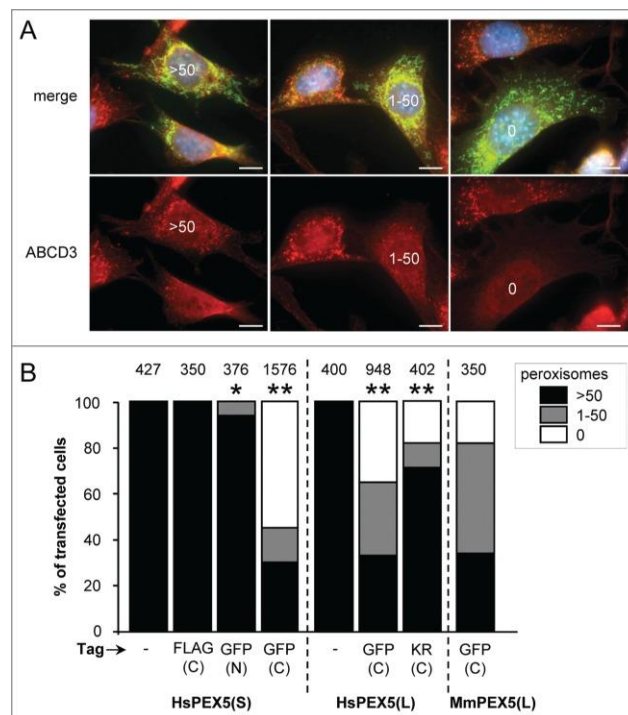 A
merge
>50
1-50
0
ABCD3
>50
1-50
0
B
427 350 376 1576 400 948 402 350
* ** ** **
peroxisomes
>50
1-50
0
% of transfected cells
100
80
60
40
20
0
Tag→ - FLAG GFP GFP - GFP KR GFP
(C) (N) (C) (C) (C) (C)
HsPEX5(S) HsPEX5(L) MmPEX5(L)